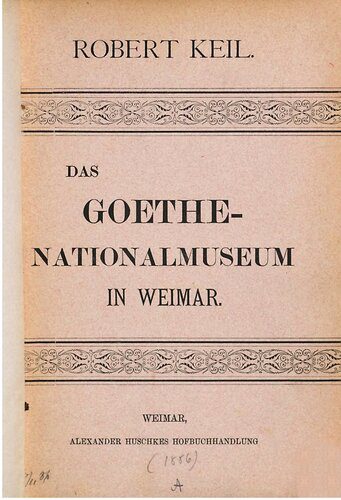 ROBERT KEIL.
DAS
GOETHE-
NATIONALMUSEUM
IN WEIMAR.
WEIMAR,
ALEXANDER HUSCHKES HOFBUCHHANDLUNG
(1886)
A